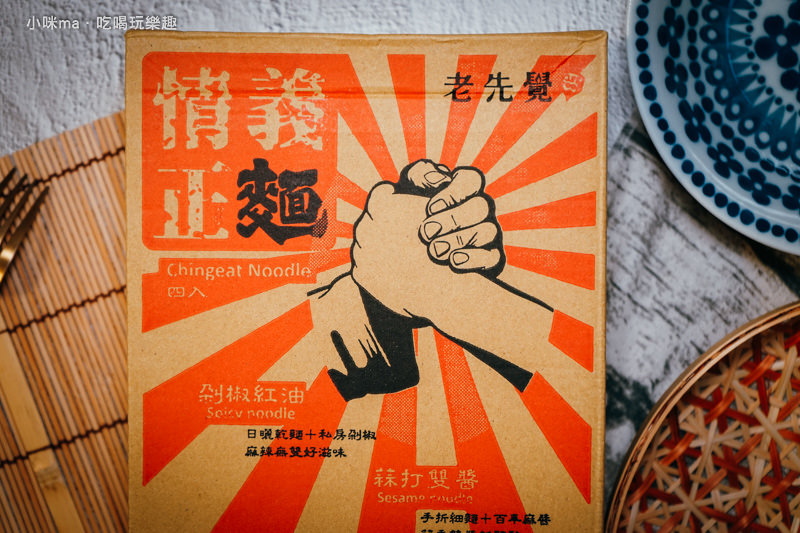 小咪ma · 吃喝玩樂趣
老先覺
情義
正麵
Chingeat Noodle
四入
剁椒紅油
Spicy noodle
日曬乾麵＋私房剁椒
麻辣無雙好滋味
蒜打雙醬
Sesame noodle
手折細麵＋百年麻醬